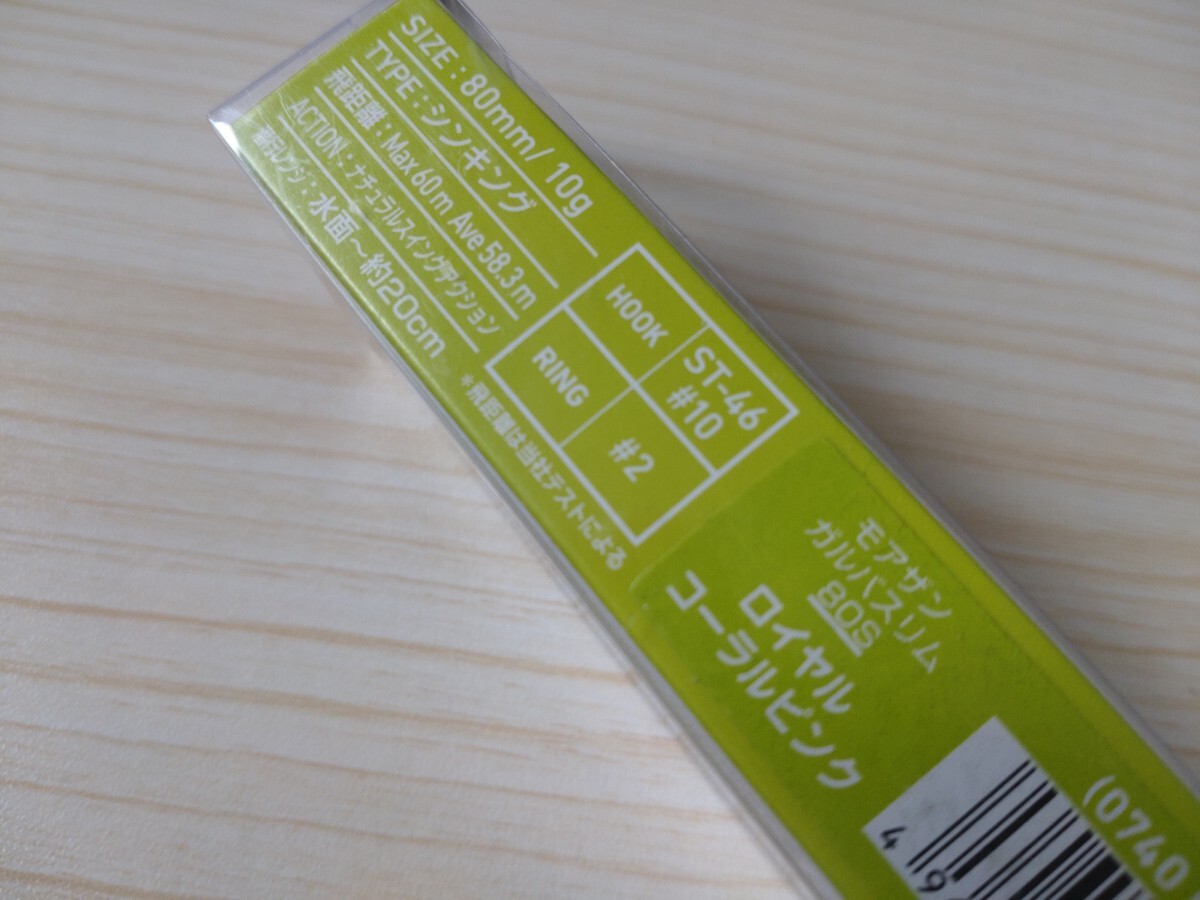 SIZE : 80mm/ 10g
TYPE : シンキング
飛距離 : Max 60m Ave 58.3m
ACTION : ナチュラルスイングアクション
レンジ : 水面～約20cm
HOOK ST-46 #10
RING #2
*飛距離は当社テストによる
モアザン
ガルバスリム
80S
ロイヤル
コーラルピンク
(0740
49